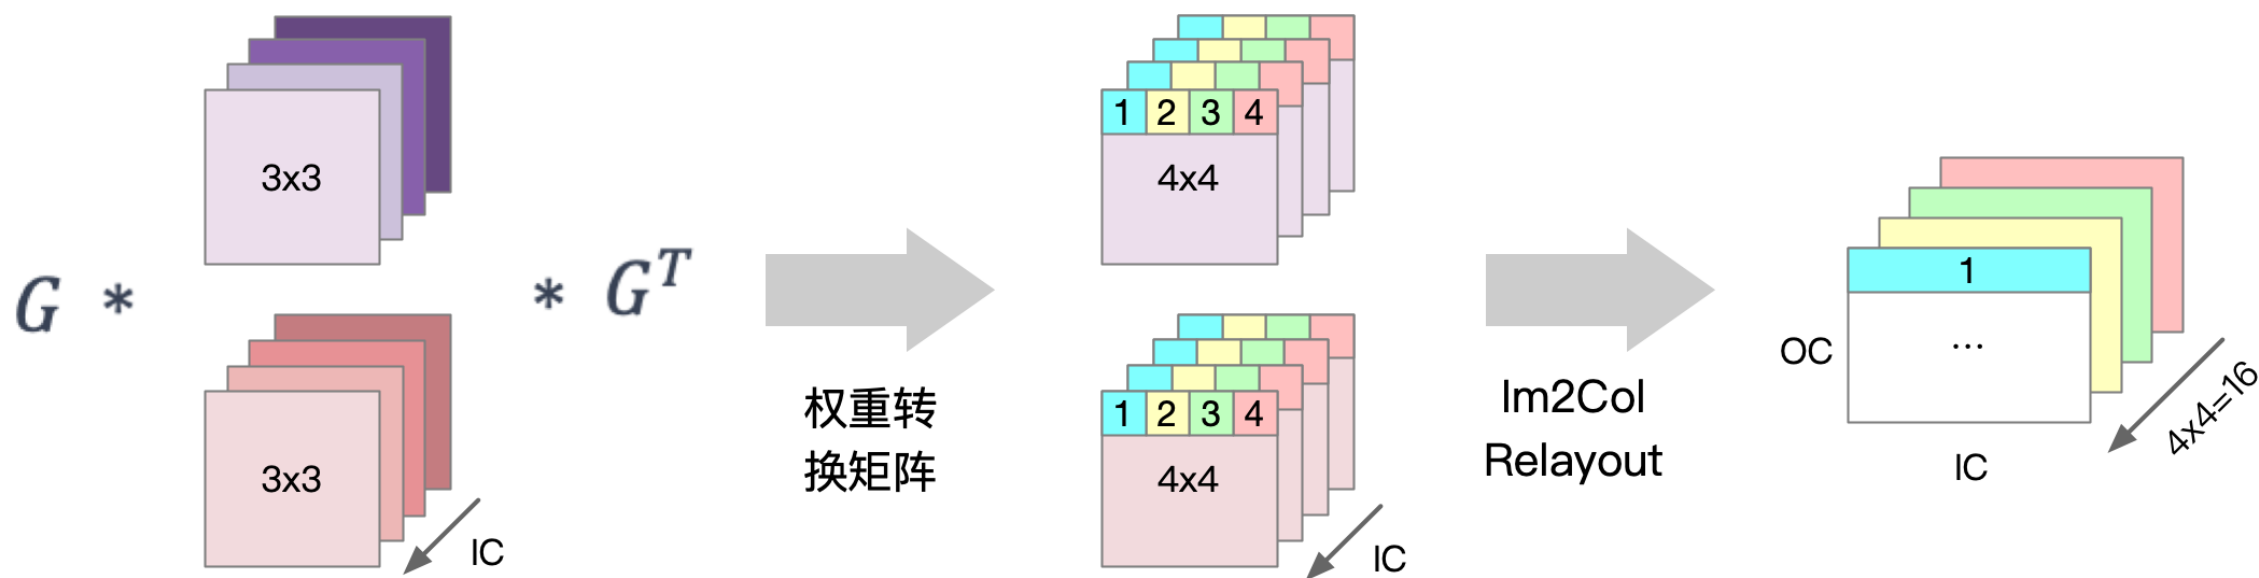 G *
3x3
3x3
IC
* G^T
权重转
换矩阵
1 2 3 4
4x4
1 2 3 4
4x4
IC
Im2Col
Relayout
1
...
OC
IC
4x4=16